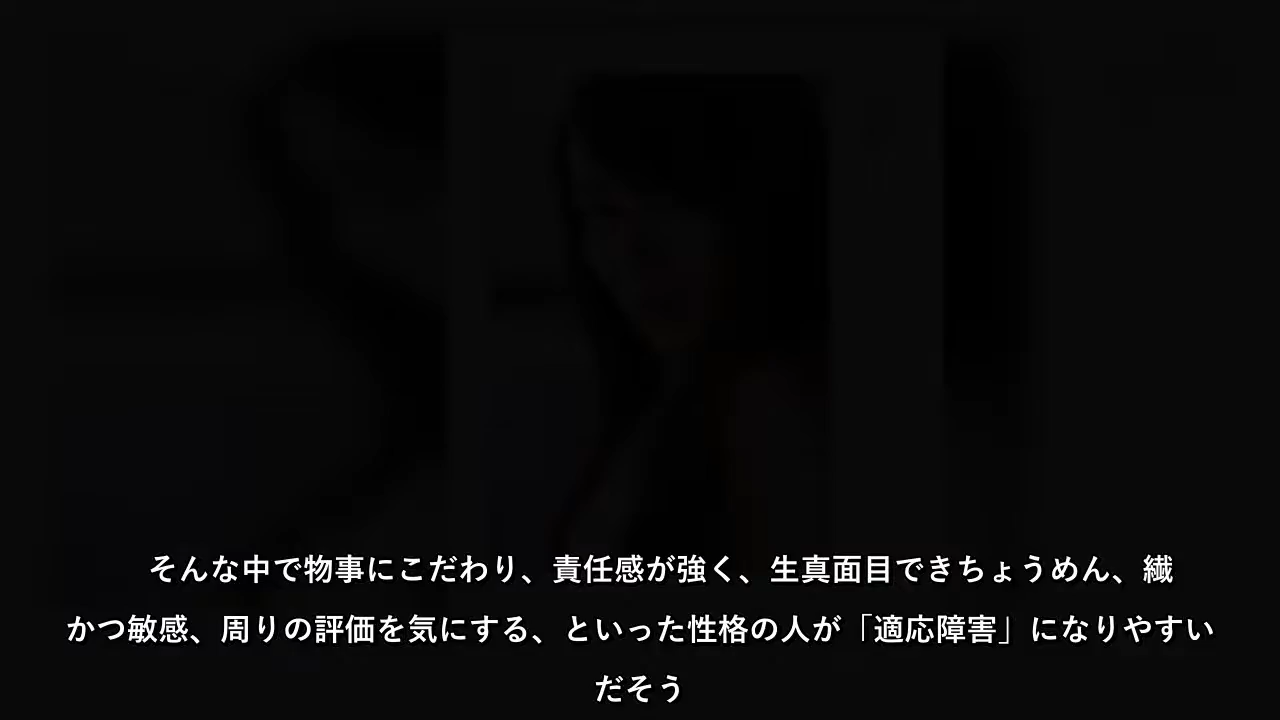 そんな中で物事にこだわり、責任感が強く、生真面目できちょうめん、繊
かつ敏感、周りの評価を気にする、といった性格の人が「適応障害」になりやすい
だそう